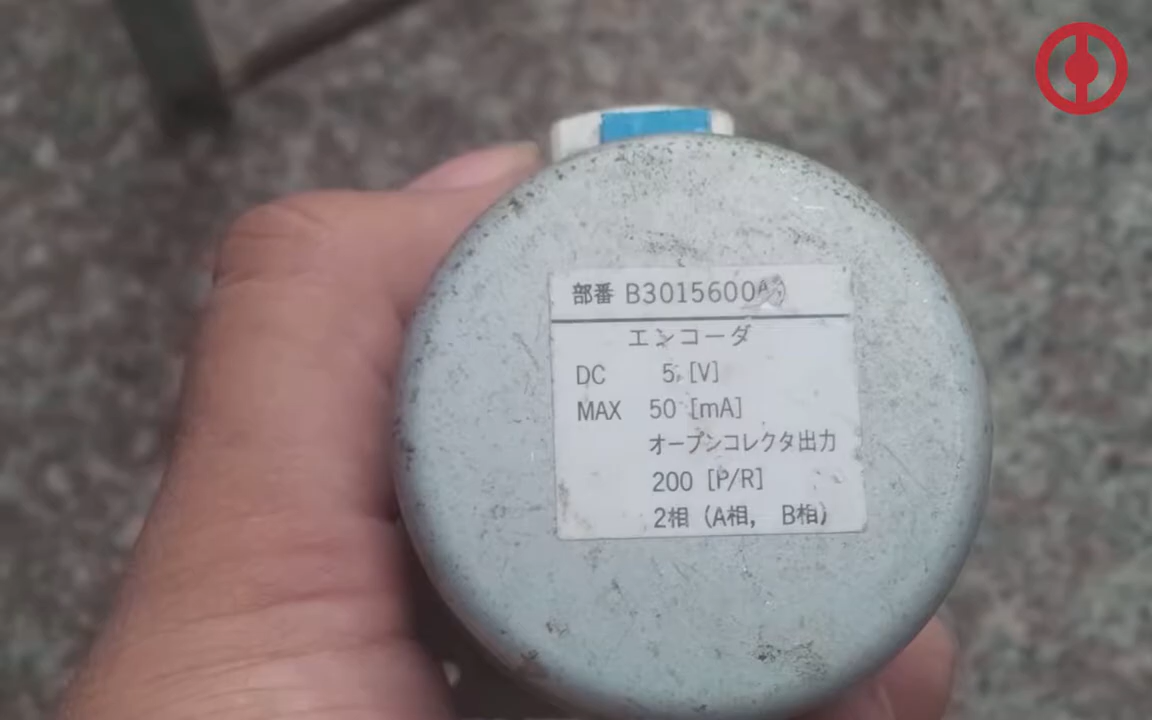 部番 B3015600A
エンコーダ
DC 5 [V]
MAX 50 [mA]
オープンコレクタ出力
200 [P/R]
2相 (A相, B相)